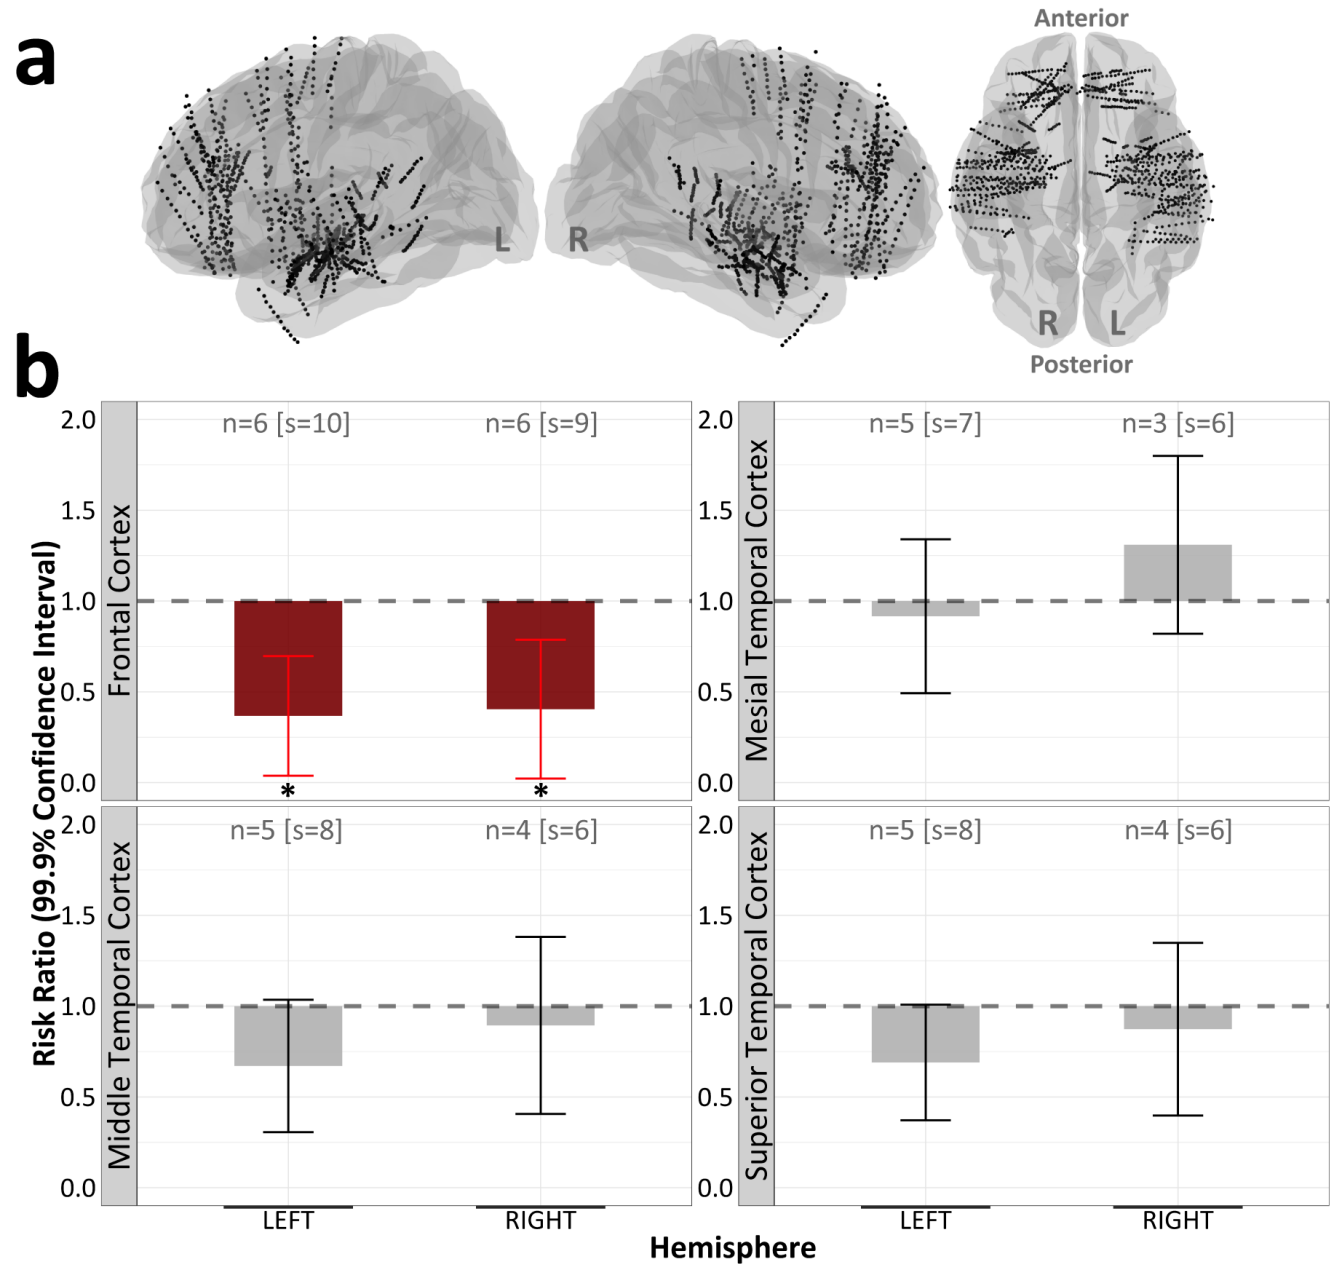 a
Anterior
L
R
R
L
Posterior
b
Risk Ratio (99.9% Confidence Interval)
Frontal Cortex
2.0
1.5
1.0
0.5
0.0
n=6 [s=10]
n=6 [s=9]
*
*
Mesial Temporal Cortex
2.0
1.5
1.0
0.5
0.0
n=5 [s=7]
n=3 [s=6]
Middle Temporal Cortex
2.0
1.5
1.0
0.5
0.0
n=5 [s=8]
n=4 [s=6]
Superior Temporal Cortex
2.0
1.5
1.0
0.5
0.0
n=5 [s=8]
n=4 [s=6]
LEFT
RIGHT
LEFT
RIGHT
Hemisphere